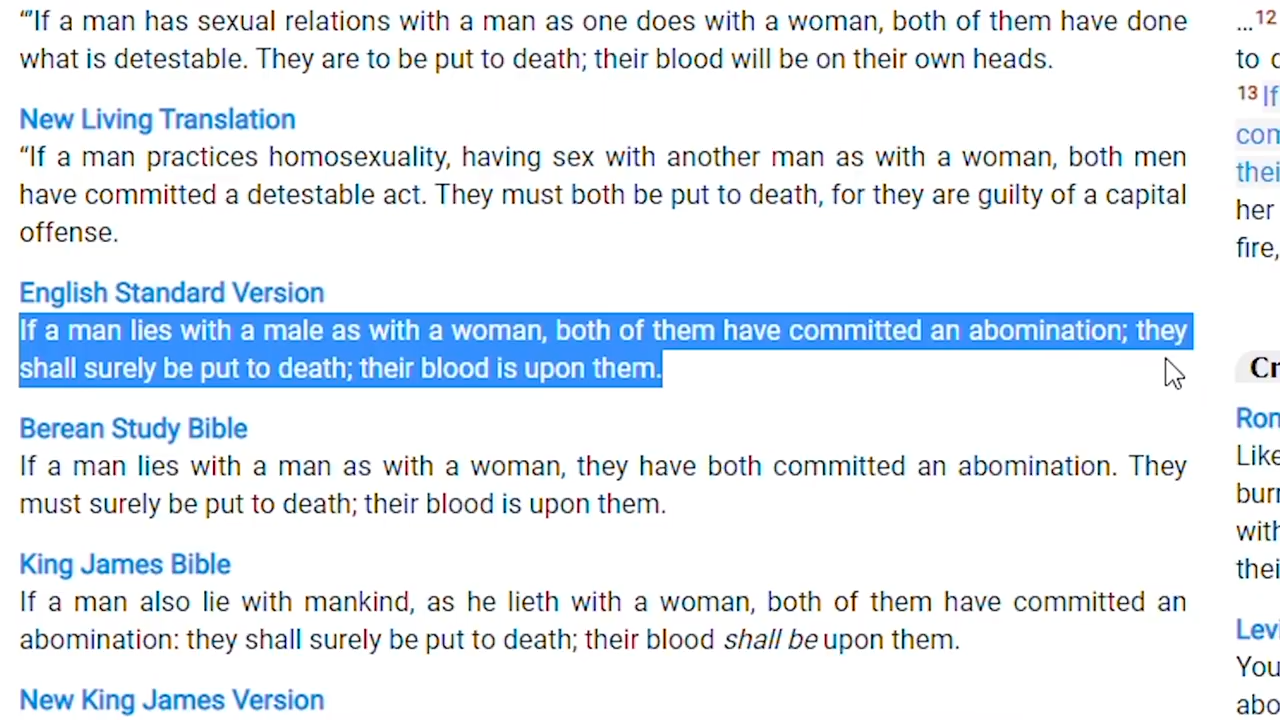 “‘If a man has sexual relations with a man as one does with a woman, both of them have done
what is detestable. They are to be put to death; their blood will be on their own heads.
New Living Translation
“If a man practices homosexuality, having sex with another man as with a woman, both men
have committed a detestable act. They must both be put to death, for they are guilty of a capital
offense.
English Standard Version
If a man lies with a male as with a woman, both of them have committed an abomination; they
shall surely be put to death; their blood is upon them.
Berean Study Bible
If a man lies with a man as with a woman, they have both committed an abomination. They
must surely be put to death; their blood is upon them.
King James Bible
If a man also lie with mankind, as he lieth with a woman, both of them have committed an
abomination: they shall surely be put to death; their blood shall be upon them.
New King James Version
…12
to
13 If
her
fire,
Like
with
You